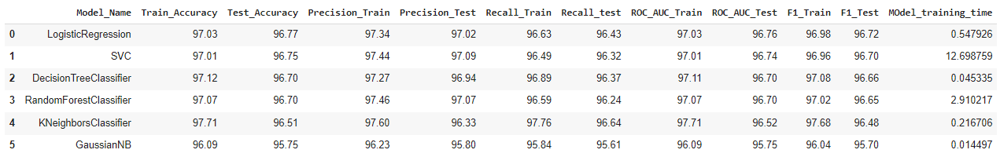 Model_Name Train_Accuracy Test_Accuracy Precision_Train Precision_Test Recall_Train Recall_test ROC_AUC_Train ROC_AUC_Test F1_Train F1_Test MOdel_training_time
0 LogisticRegression 97.03 96.77 97.34 97.02 96.63 96.43 97.03 96.76 96.98 96.72 0.547926
1 SVC 97.01 96.75 97.44 97.09 96.49 96.32 97.01 96.74 96.96 96.70 12.698759
2 DecisionTreeClassifier 97.12 96.70 97.27 96.94 96.89 96.37 97.11 96.70 97.08 96.66 0.045335
3 RandomForestClassifier 97.07 96.70 97.46 97.07 96.59 96.24 97.07 96.70 97.02 96.65 2.910217
4 KNeighborsClassifier 97.71 96.51 97.60 96.33 97.76 96.64 97.71 96.52 97.68 96.48 0.216706
5 GaussianNB 96.09 95.75 96.23 95.80 95.84 95.61 96.09 95.75 96.04 95.70 0.014497